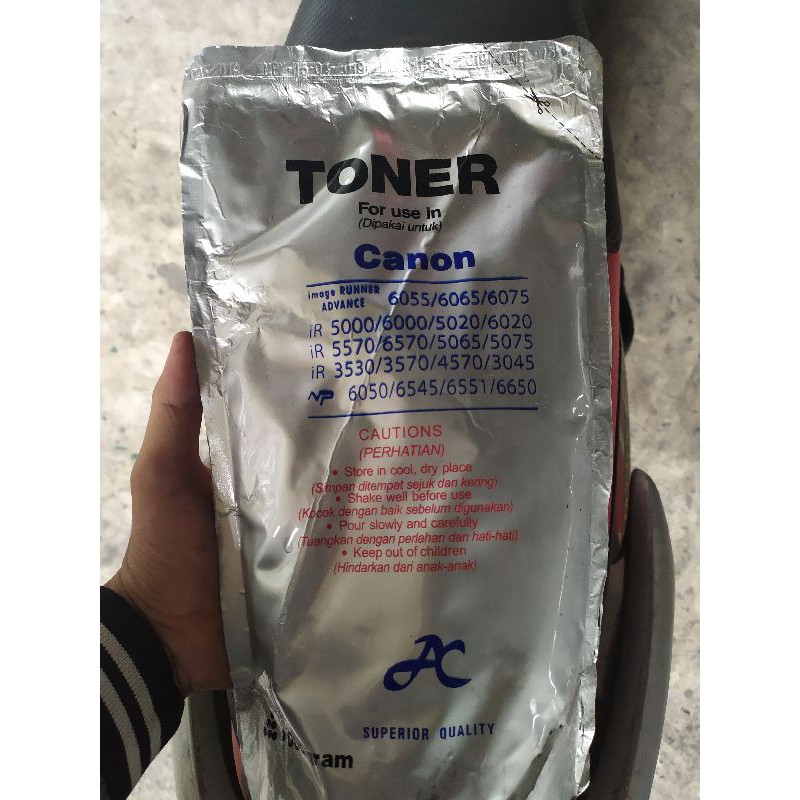 TONER
For use in
(Dipakai untuk)
Canon
image RUNNER
ADVANCE 6055/6065/6075
iR 5000/6000/5020/6020
iR 5570/6570/5065/5075
iR 3530/3570/4570/3045
NP 6050/6545/6551/6650
CAUTIONS
(PERHATIAN)
• Store in cool, dry place
(Simpan ditempat sejuk dan kering)
• Shake well before use
(Kocok dengan baik sebelum digunakan)
• Pour slowly and carefully
(Tuangkan dengan perlahan dan hati-hati)
• Keep out of children
(Hindarkan dari anak-anak)
AC
SUPERIOR QUALITY